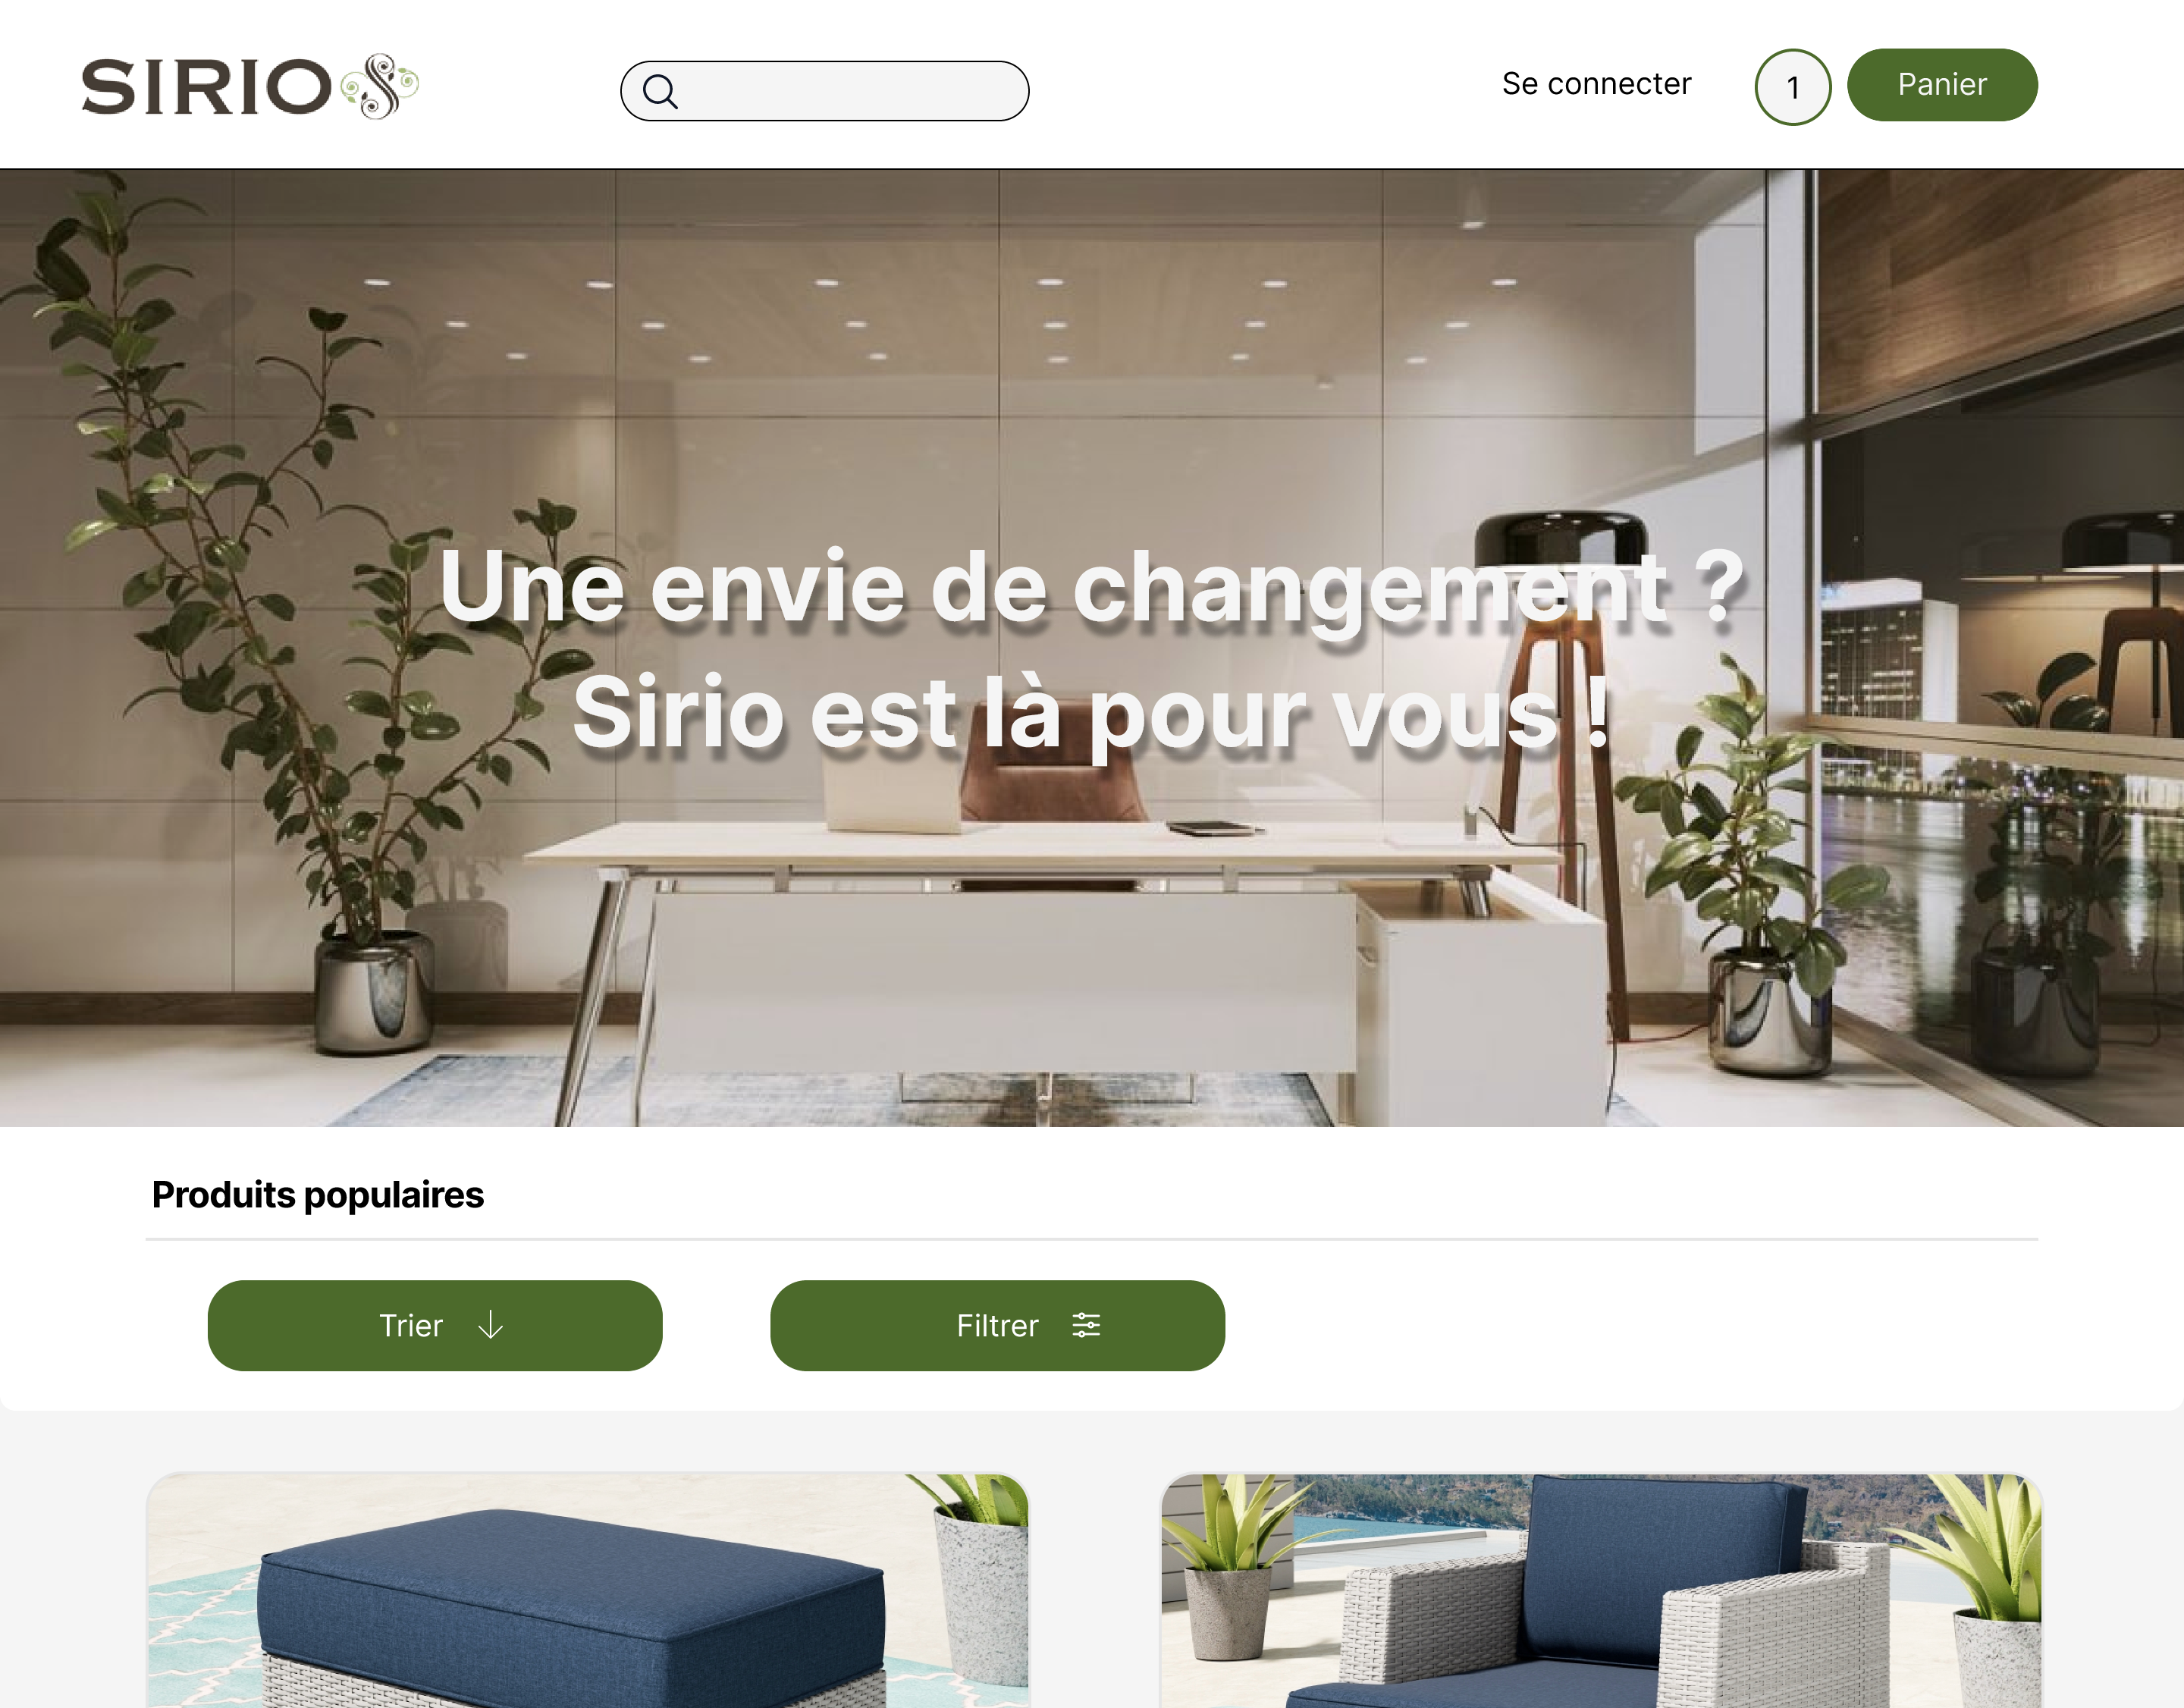 SIRIO
Se connecter
1
Panier
Une envie de changement ?
Sirio est là pour vous !
Produits populaires
Trier
Filtrer